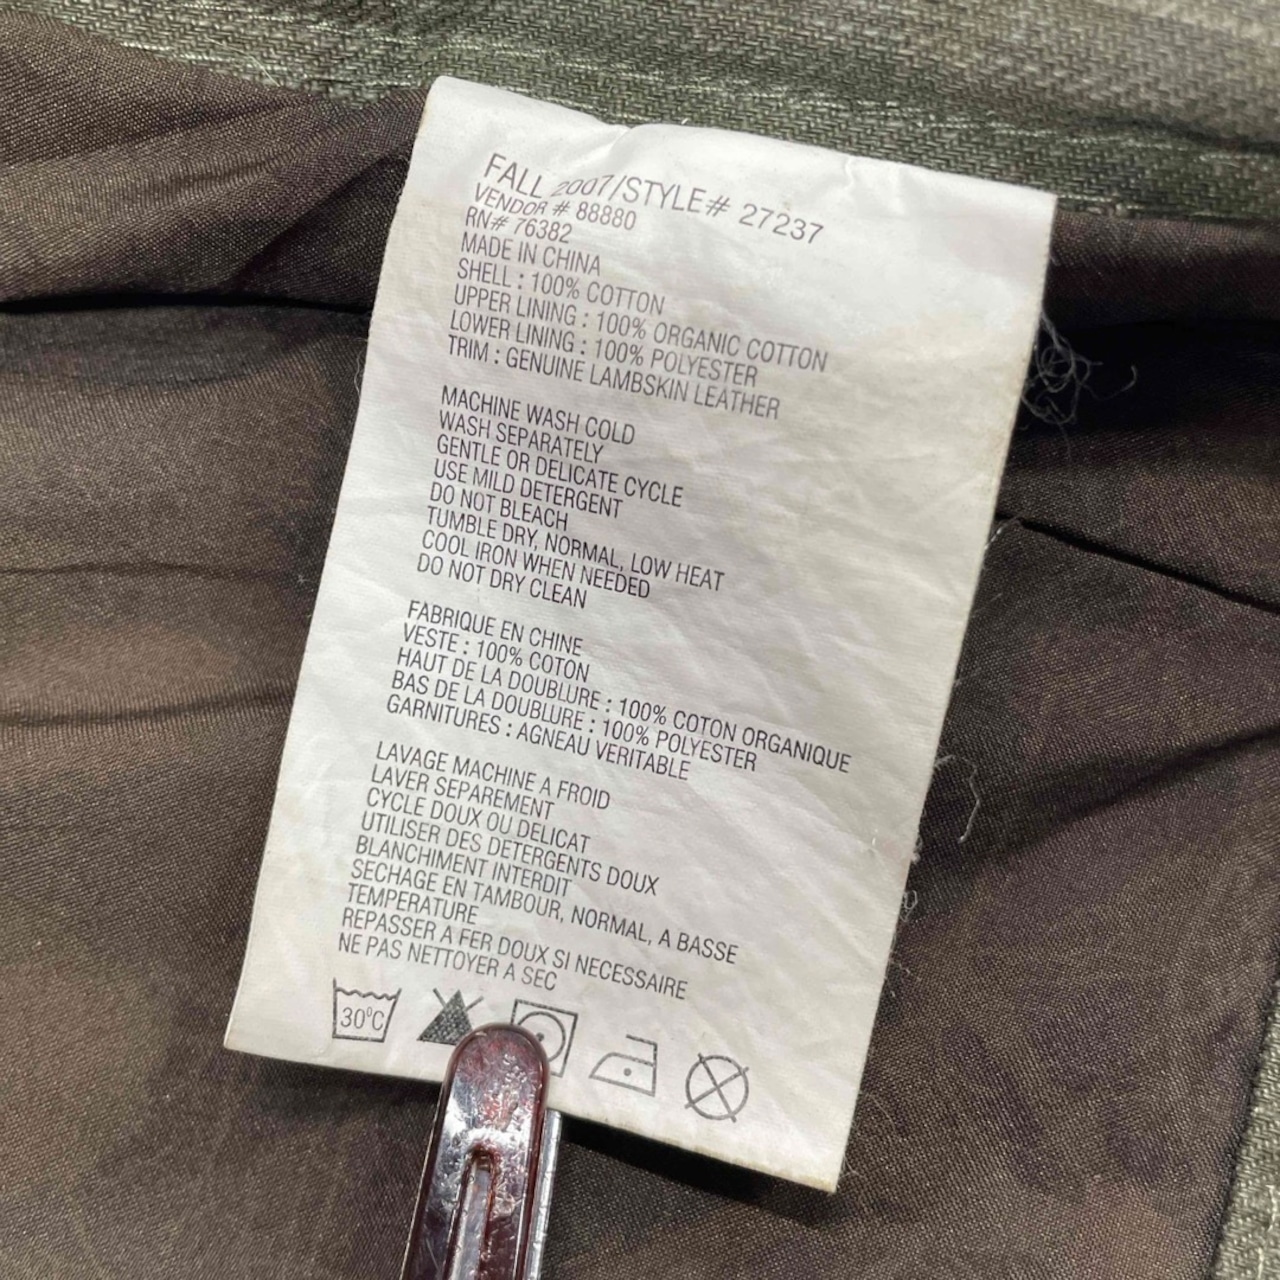 FALL 2007/STYLE# 27237
VENDOR # 88880
RN# 76382
MADE IN CHINA
SHELL : 100% COTTON
UPPER LINING : 100% ORGANIC COTTON
LOWER LINING : 100% POLYESTER
TRIM : GENUINE LAMBSKIN LEATHER
MACHINE WASH COLD
WASH SEPARATELY
GENTLE OR DELICATE CYCLE
USE MILD DETERGENT
DO NOT BLEACH
TUMBLE DRY, NORMAL, LOW HEAT
COOL IRON WHEN NEEDED
DO NOT DRY CLEAN
FABRIQUE EN CHINE
VESTE : 100% COTON
HAUT DE LA DOUBLURE : 100% COTON ORGANIQUE
BAS DE LA DOUBLURE : 100% POLYESTER
GARNITURES : AGNEAU VERITABLE
LAVAGE MACHINE A FROID
LAVER SEPAREMENT
CYCLE DOUX OU DELICAT
UTILISER DES DETERGENTS DOUX
BLANCHIMENT INTERDIT
SECHAGE EN TAMBOUR, NORMAL, A BASSE
TEMPERATURE
REPASSER A FER DOUX SI NECESSAIRE
NE PAS NETTOYER A SEC
30°C